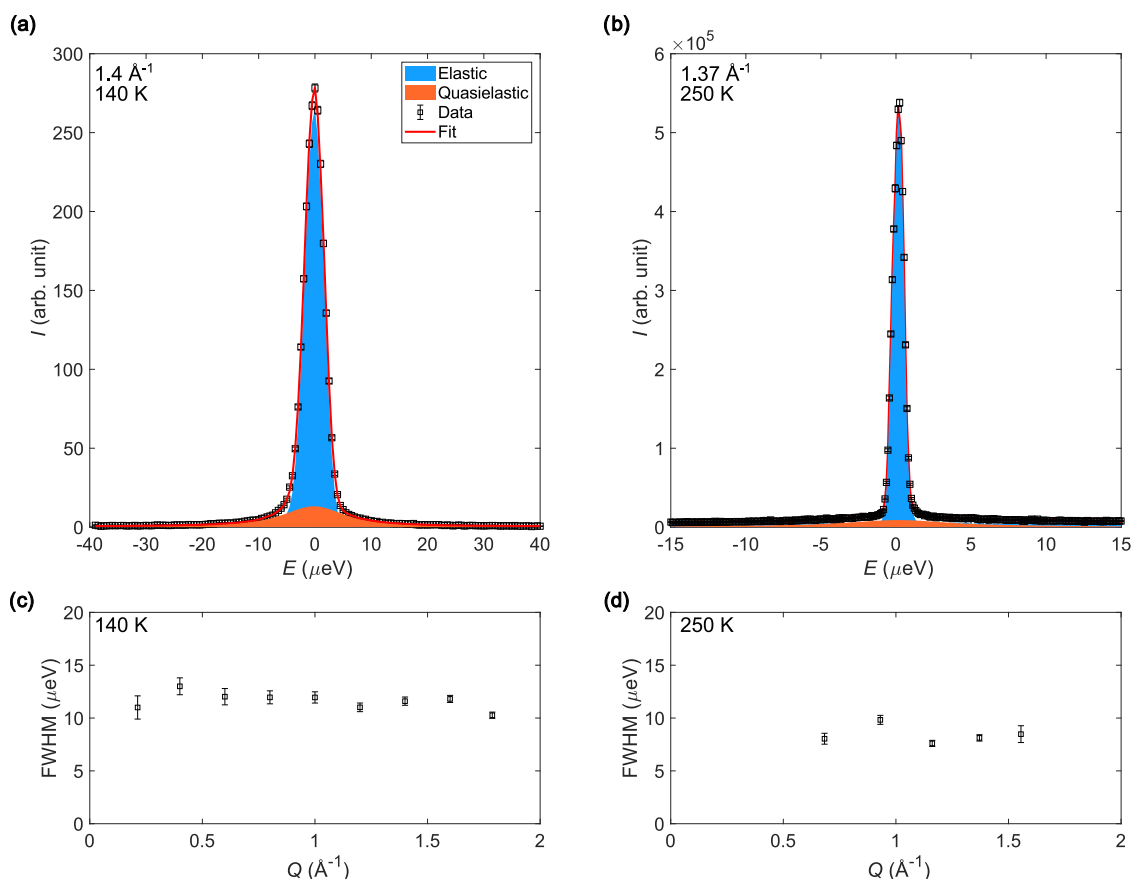 (a)
300
250
200
150
100
50
0
I (arb. unit)
1.4 Å⁻¹
140 K
Elastic
Quasielastic
Data
Fit
-40 -30 -20 -10 0 10 20 30 40
E (μeV)
(b)
×10⁵
6
5
4
3
2
1
0
I (arb. unit)
1.37 Å⁻¹
250 K
-15 -10 -5 0 5 10 15
E (μeV)
(c)
20
15
10
5
0
FWHM (μeV)
140 K
0 0.5 1 1.5 2
Q (Å⁻¹)
(d)
20
15
10
5
0
FWHM (μeV)
250 K
0 0.5 1 1.5 2
Q (Å⁻¹)